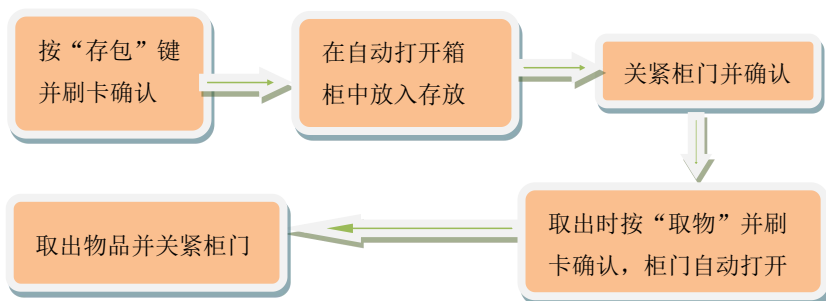 按“存包”键
并刷卡确认
在自动打开箱
柜中放入存放
关紧柜门并确认
取出时按“取物”并刷
卡确认，柜门自动打开
取出物品并关紧柜门